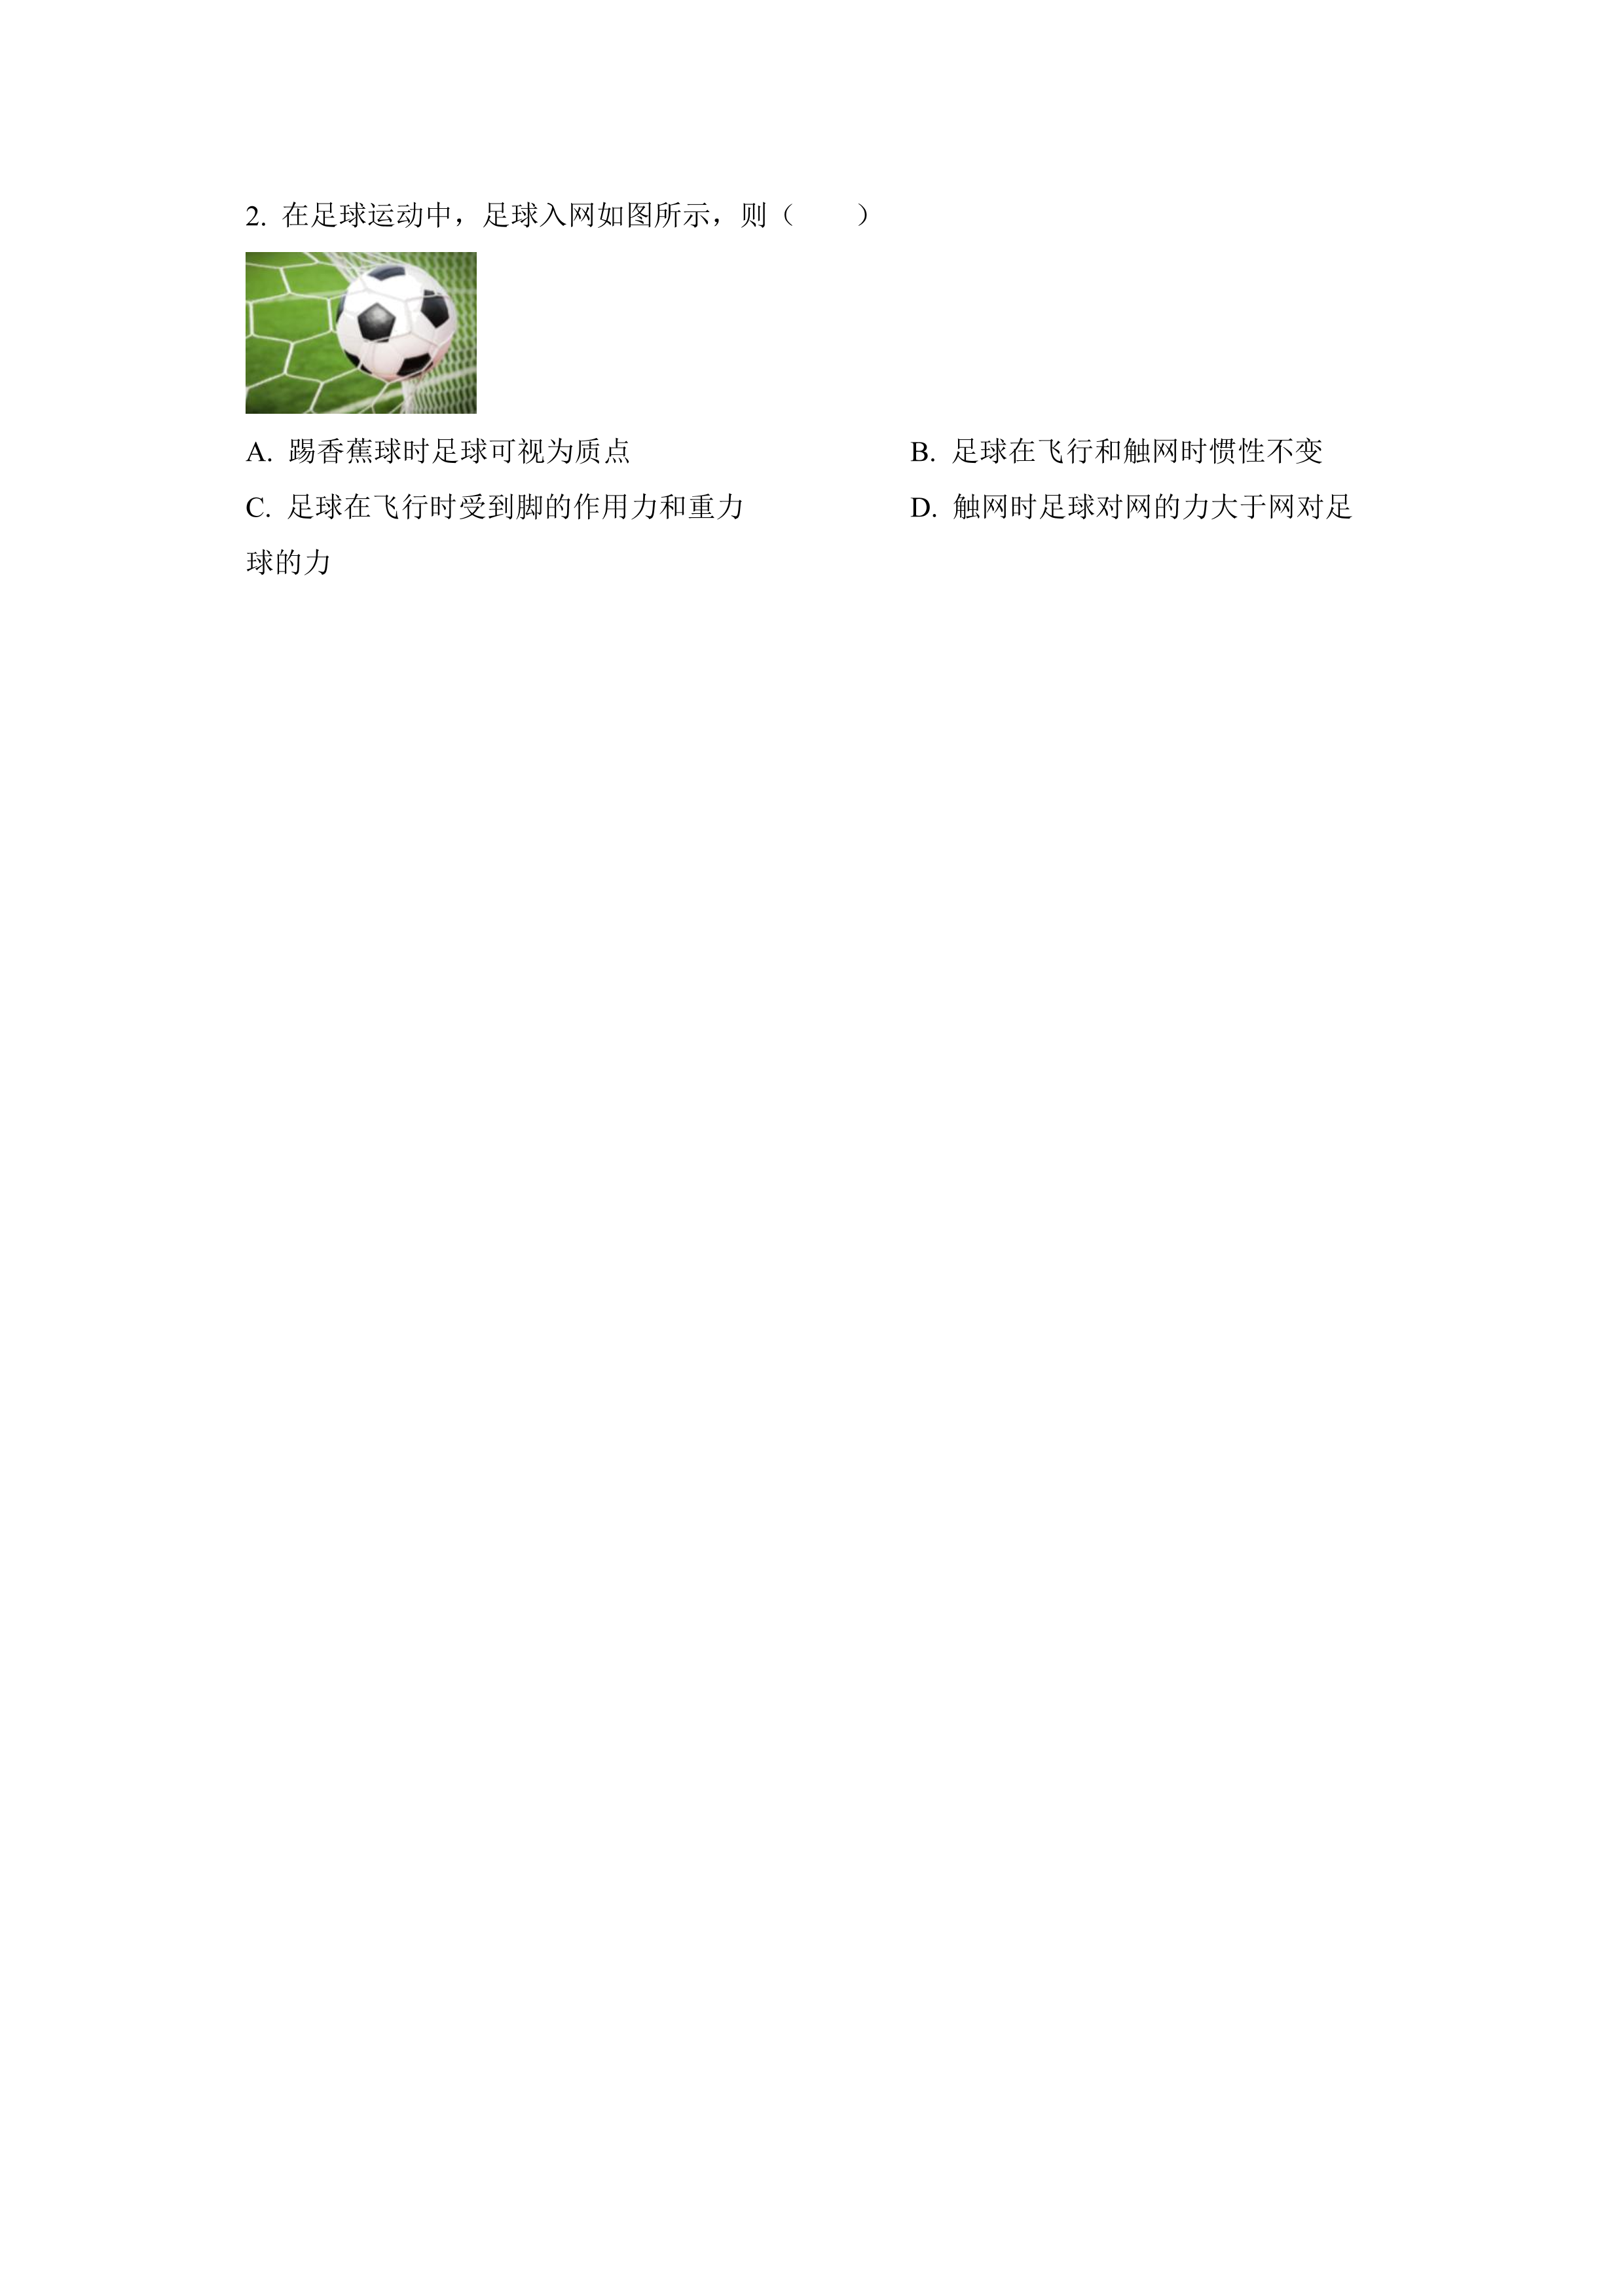 2. 在足球运动中，足球入网如图所示，则（　　）
A. 踢香蕉球时足球可视为质点　　B. 足球在飞行和触网时惯性不变
C. 足球在飞行时受到脚的作用力和重力　　D. 触网时足球对网的力大于网对足
球的力